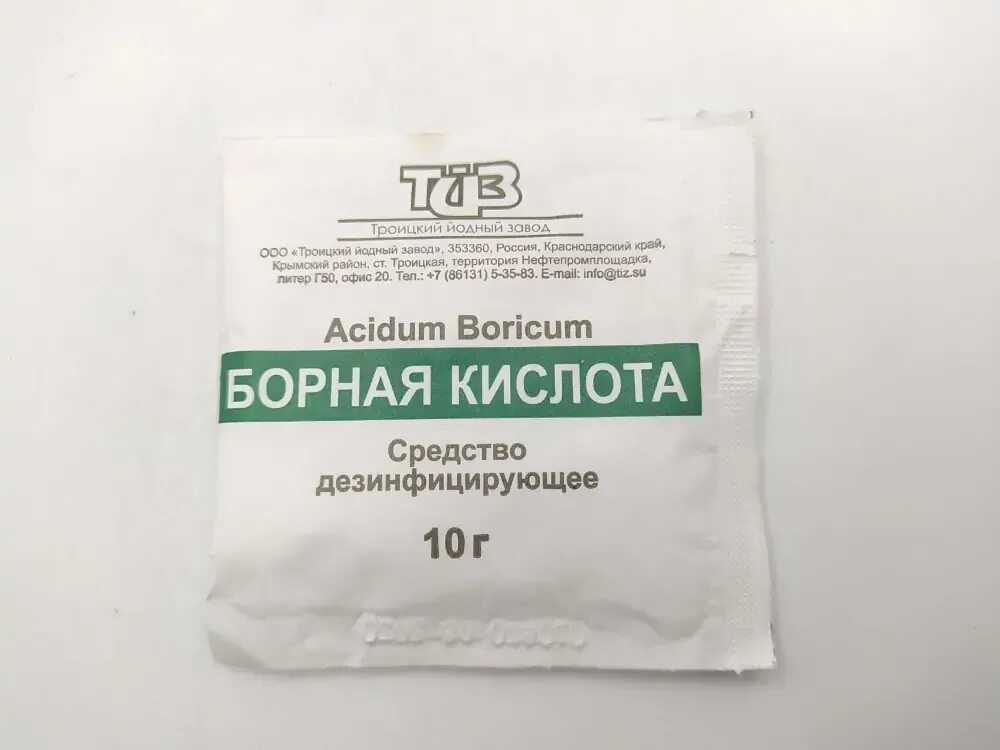 ТЙЗ
Троицкий йодный завод
ООО «Троицкий йодный завод», 353360, Россия, Краснодарский край,
Крымский район, ст. Троицкая, территория Нефтепромплощадка,
литер Г50, офис 20. Тел.: +7 (86131) 5-35-83. E-mail: info@tiz.su
Acidum Boricum
БОРНАЯ КИСЛОТА
Средство
дезинфицирующее
10 г